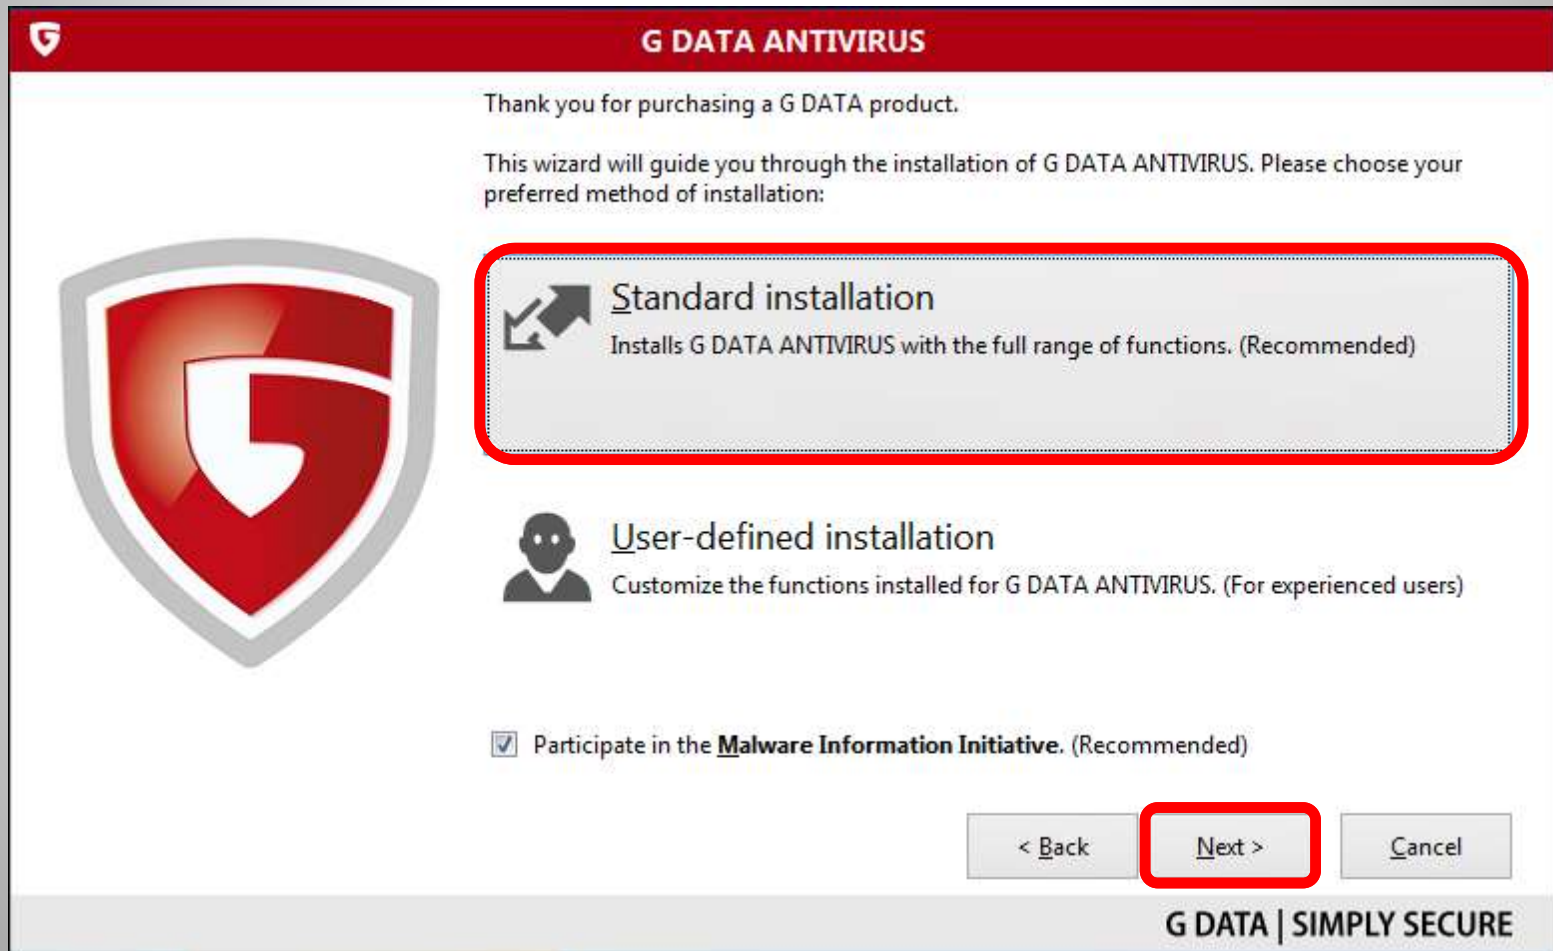 G DATA ANTIVIRUS
Thank you for purchasing a G DATA product.
This wizard will guide you through the installation of G DATA ANTIVIRUS. Please choose your
preferred method of installation:
Standard installation
Installs G DATA ANTIVIRUS with the full range of functions. (Recommended)
User-defined installation
Customize the functions installed for G DATA ANTIVIRUS. (For experienced users)
Participate in the Malware Information Initiative. (Recommended)
< Back
Next >
Cancel
G DATA | SIMPLY SECURE